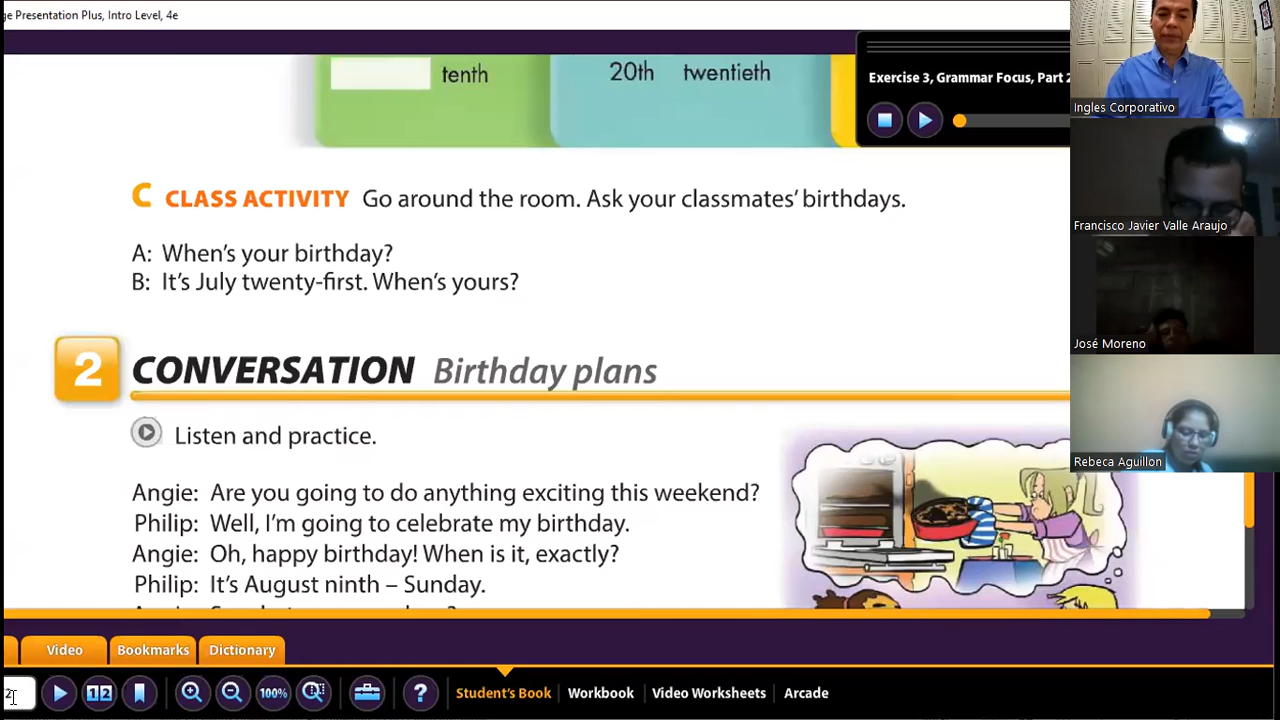 ge Presentation Plus, Intro Level, 4e
tenth
20th twentieth
Exercise 3, Grammar Focus, Part 2
Ingles Corporativo
C CLASS ACTIVITY Go around the room. Ask your classmates' birthdays.
Francisco Javier Valle Araujo
A: When's your birthday?
B: It's July twenty-first. When's yours?
José Moreno
2 CONVERSATION Birthday plans
Listen and practice.
Rebeca Aguillon
Angie: Are you going to do anything exciting this weekend?
Philip: Well, I'm going to celebrate my birthday.
Angie: Oh, happy birthday! When is it, exactly?
Philip: It's August ninth – Sunday.
Video Bookmarks Dictionary
2 12 100% ? Student's Book Workbook Video Worksheets Arcade